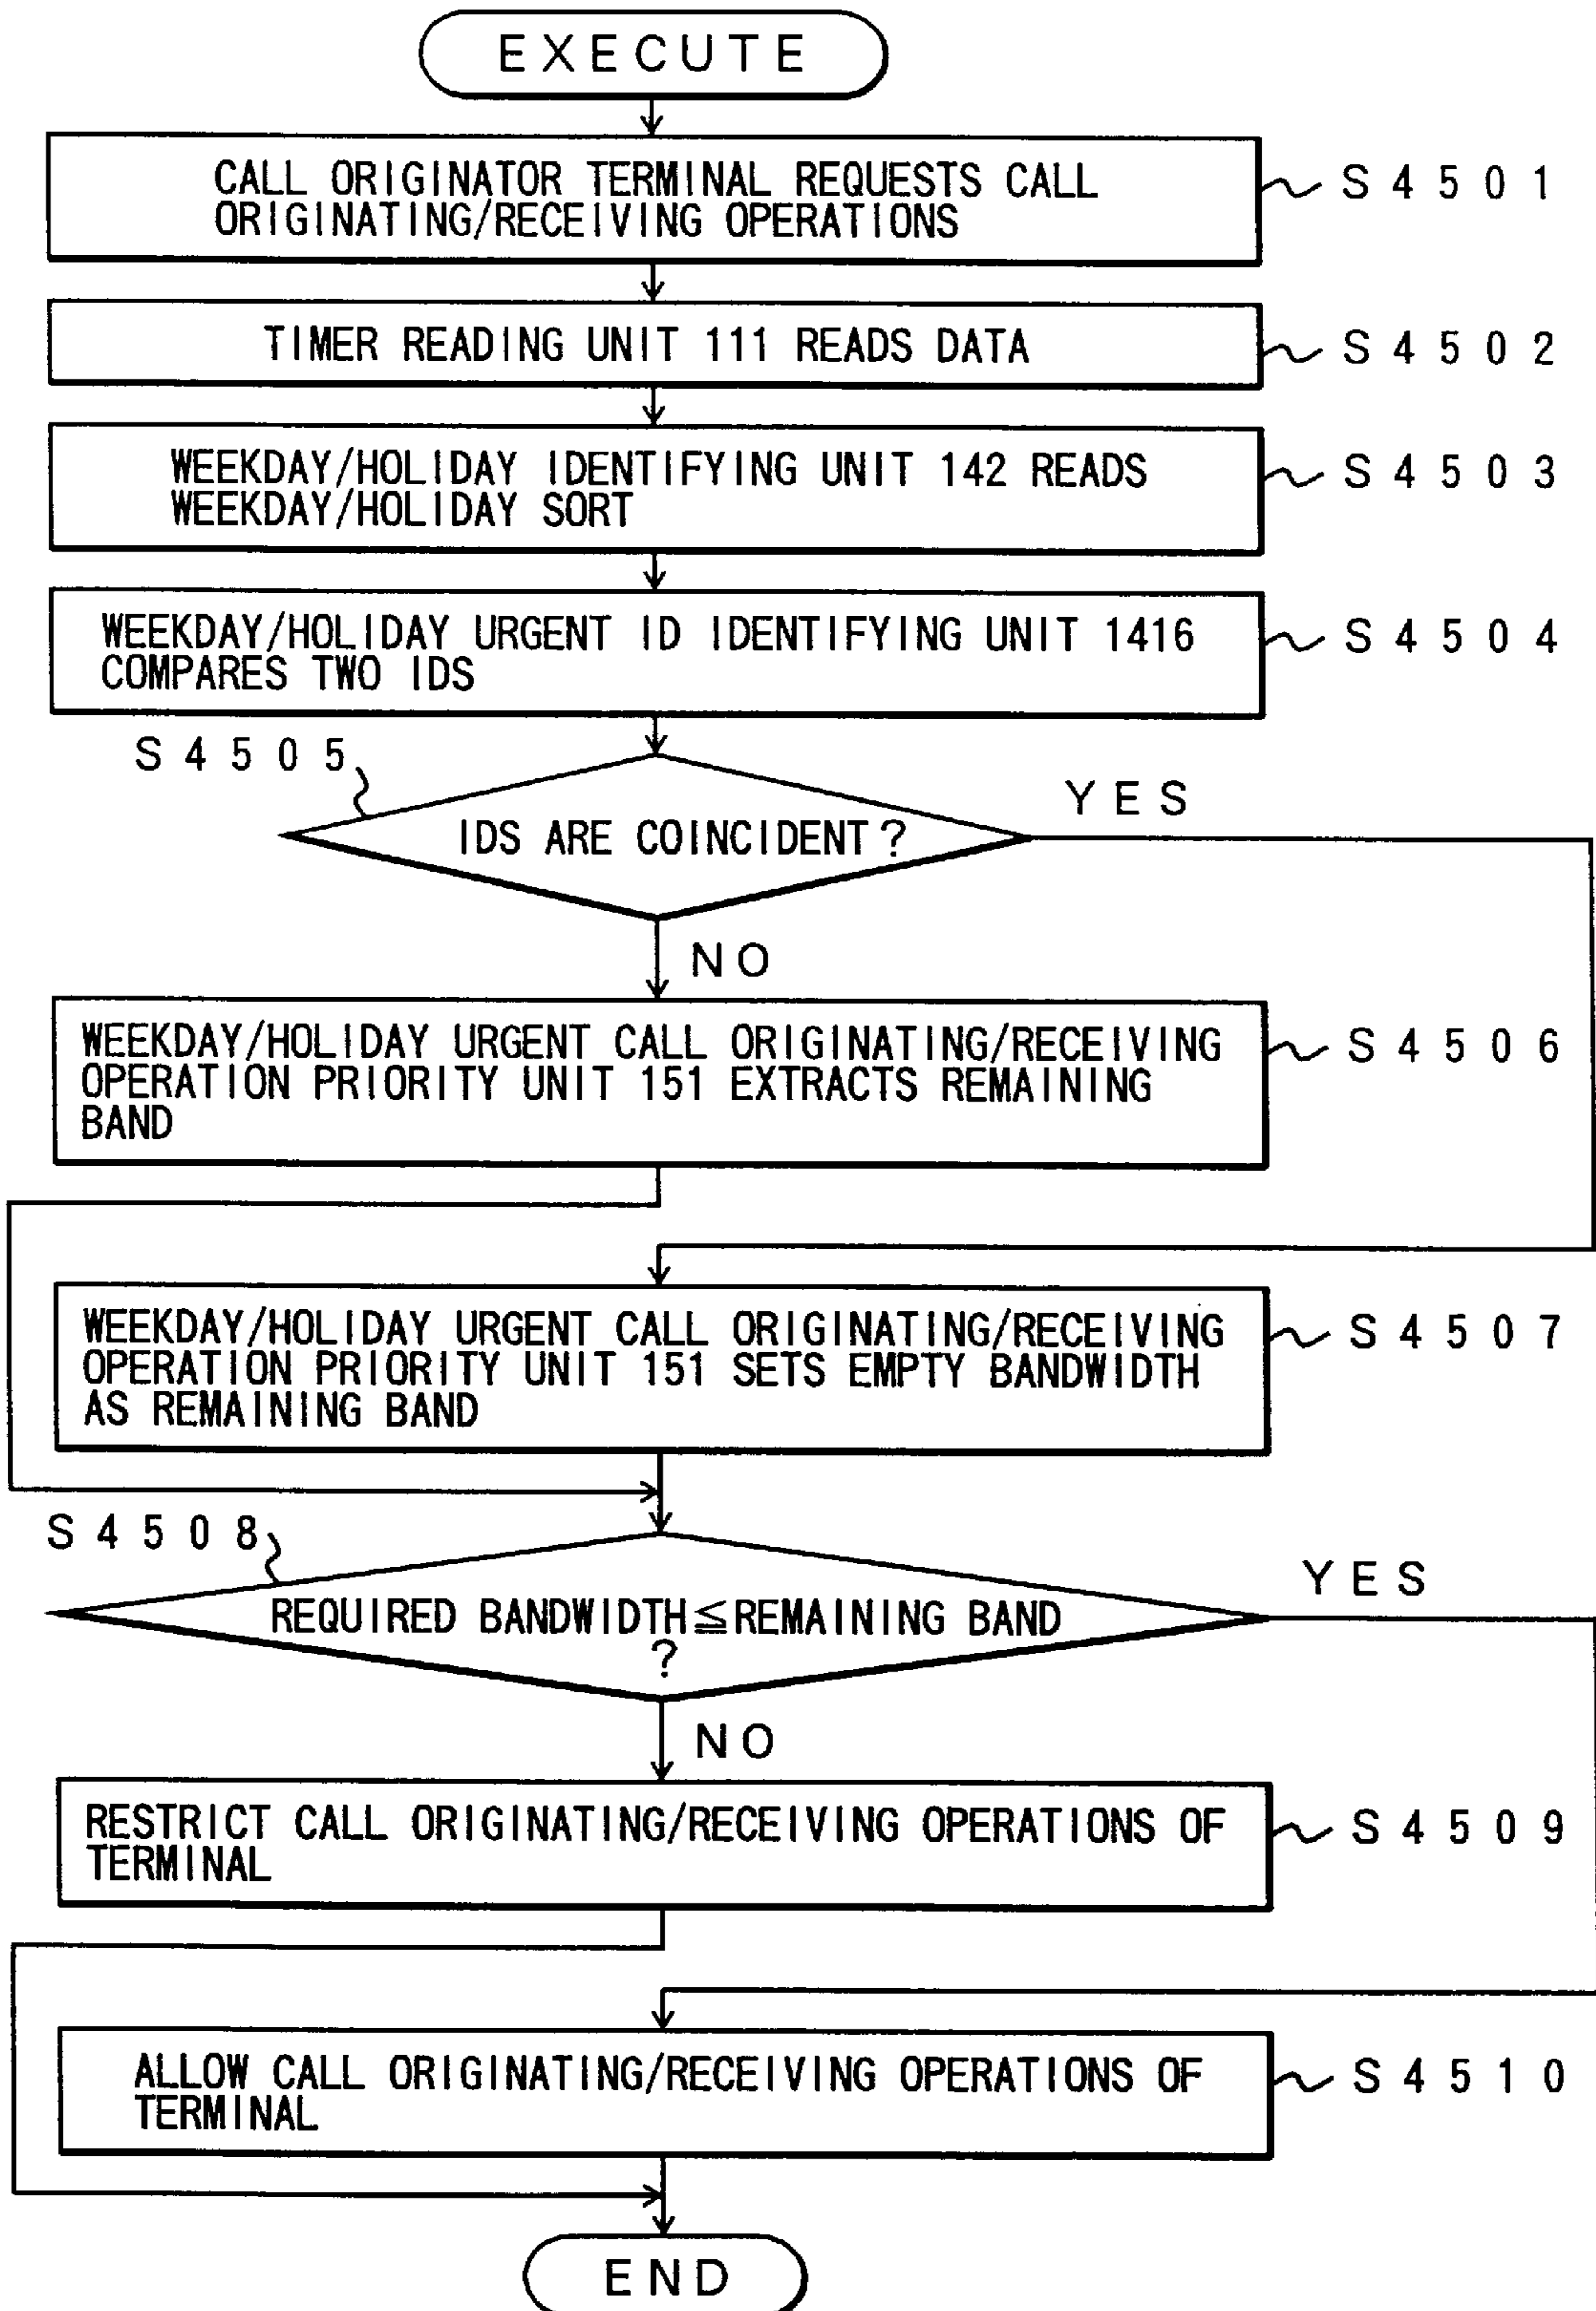 EXECUTE
CALL ORIGINATOR TERMINAL REQUESTS CALL
ORIGINATING/RECEIVING OPERATIONS
S4501
TIMER READING UNIT 111 READS DATA
S4502
WEEKDAY/HOLIDAY IDENTIFYING UNIT 142 READS
WEEKDAY/HOLIDAY SORT
S4503
WEEKDAY/HOLIDAY URGENT ID IDENTIFYING UNIT 1416
COMPARES TWO IDS
S4504
S4505
IDS ARE COINCIDENT?
YES
NO
WEEKDAY/HOLIDAY URGENT CALL ORIGINATING/RECEIVING
OPERATION PRIORITY UNIT 151 EXTRACTS REMAINING
BAND
S4506
WEEKDAY/HOLIDAY URGENT CALL ORIGINATING/RECEIVING
OPERATION PRIORITY UNIT 151 SETS EMPTY BANDWIDTH
AS REMAINING BAND
S4507
S4508
REQUIRED BANDWIDTH≦REMAINING BAND
?
YES
NO
RESTRICT CALL ORIGINATING/RECEIVING OPERATIONS OF
TERMINAL
S4509
ALLOW CALL ORIGINATING/RECEIVING OPERATIONS OF
TERMINAL
S4510
END